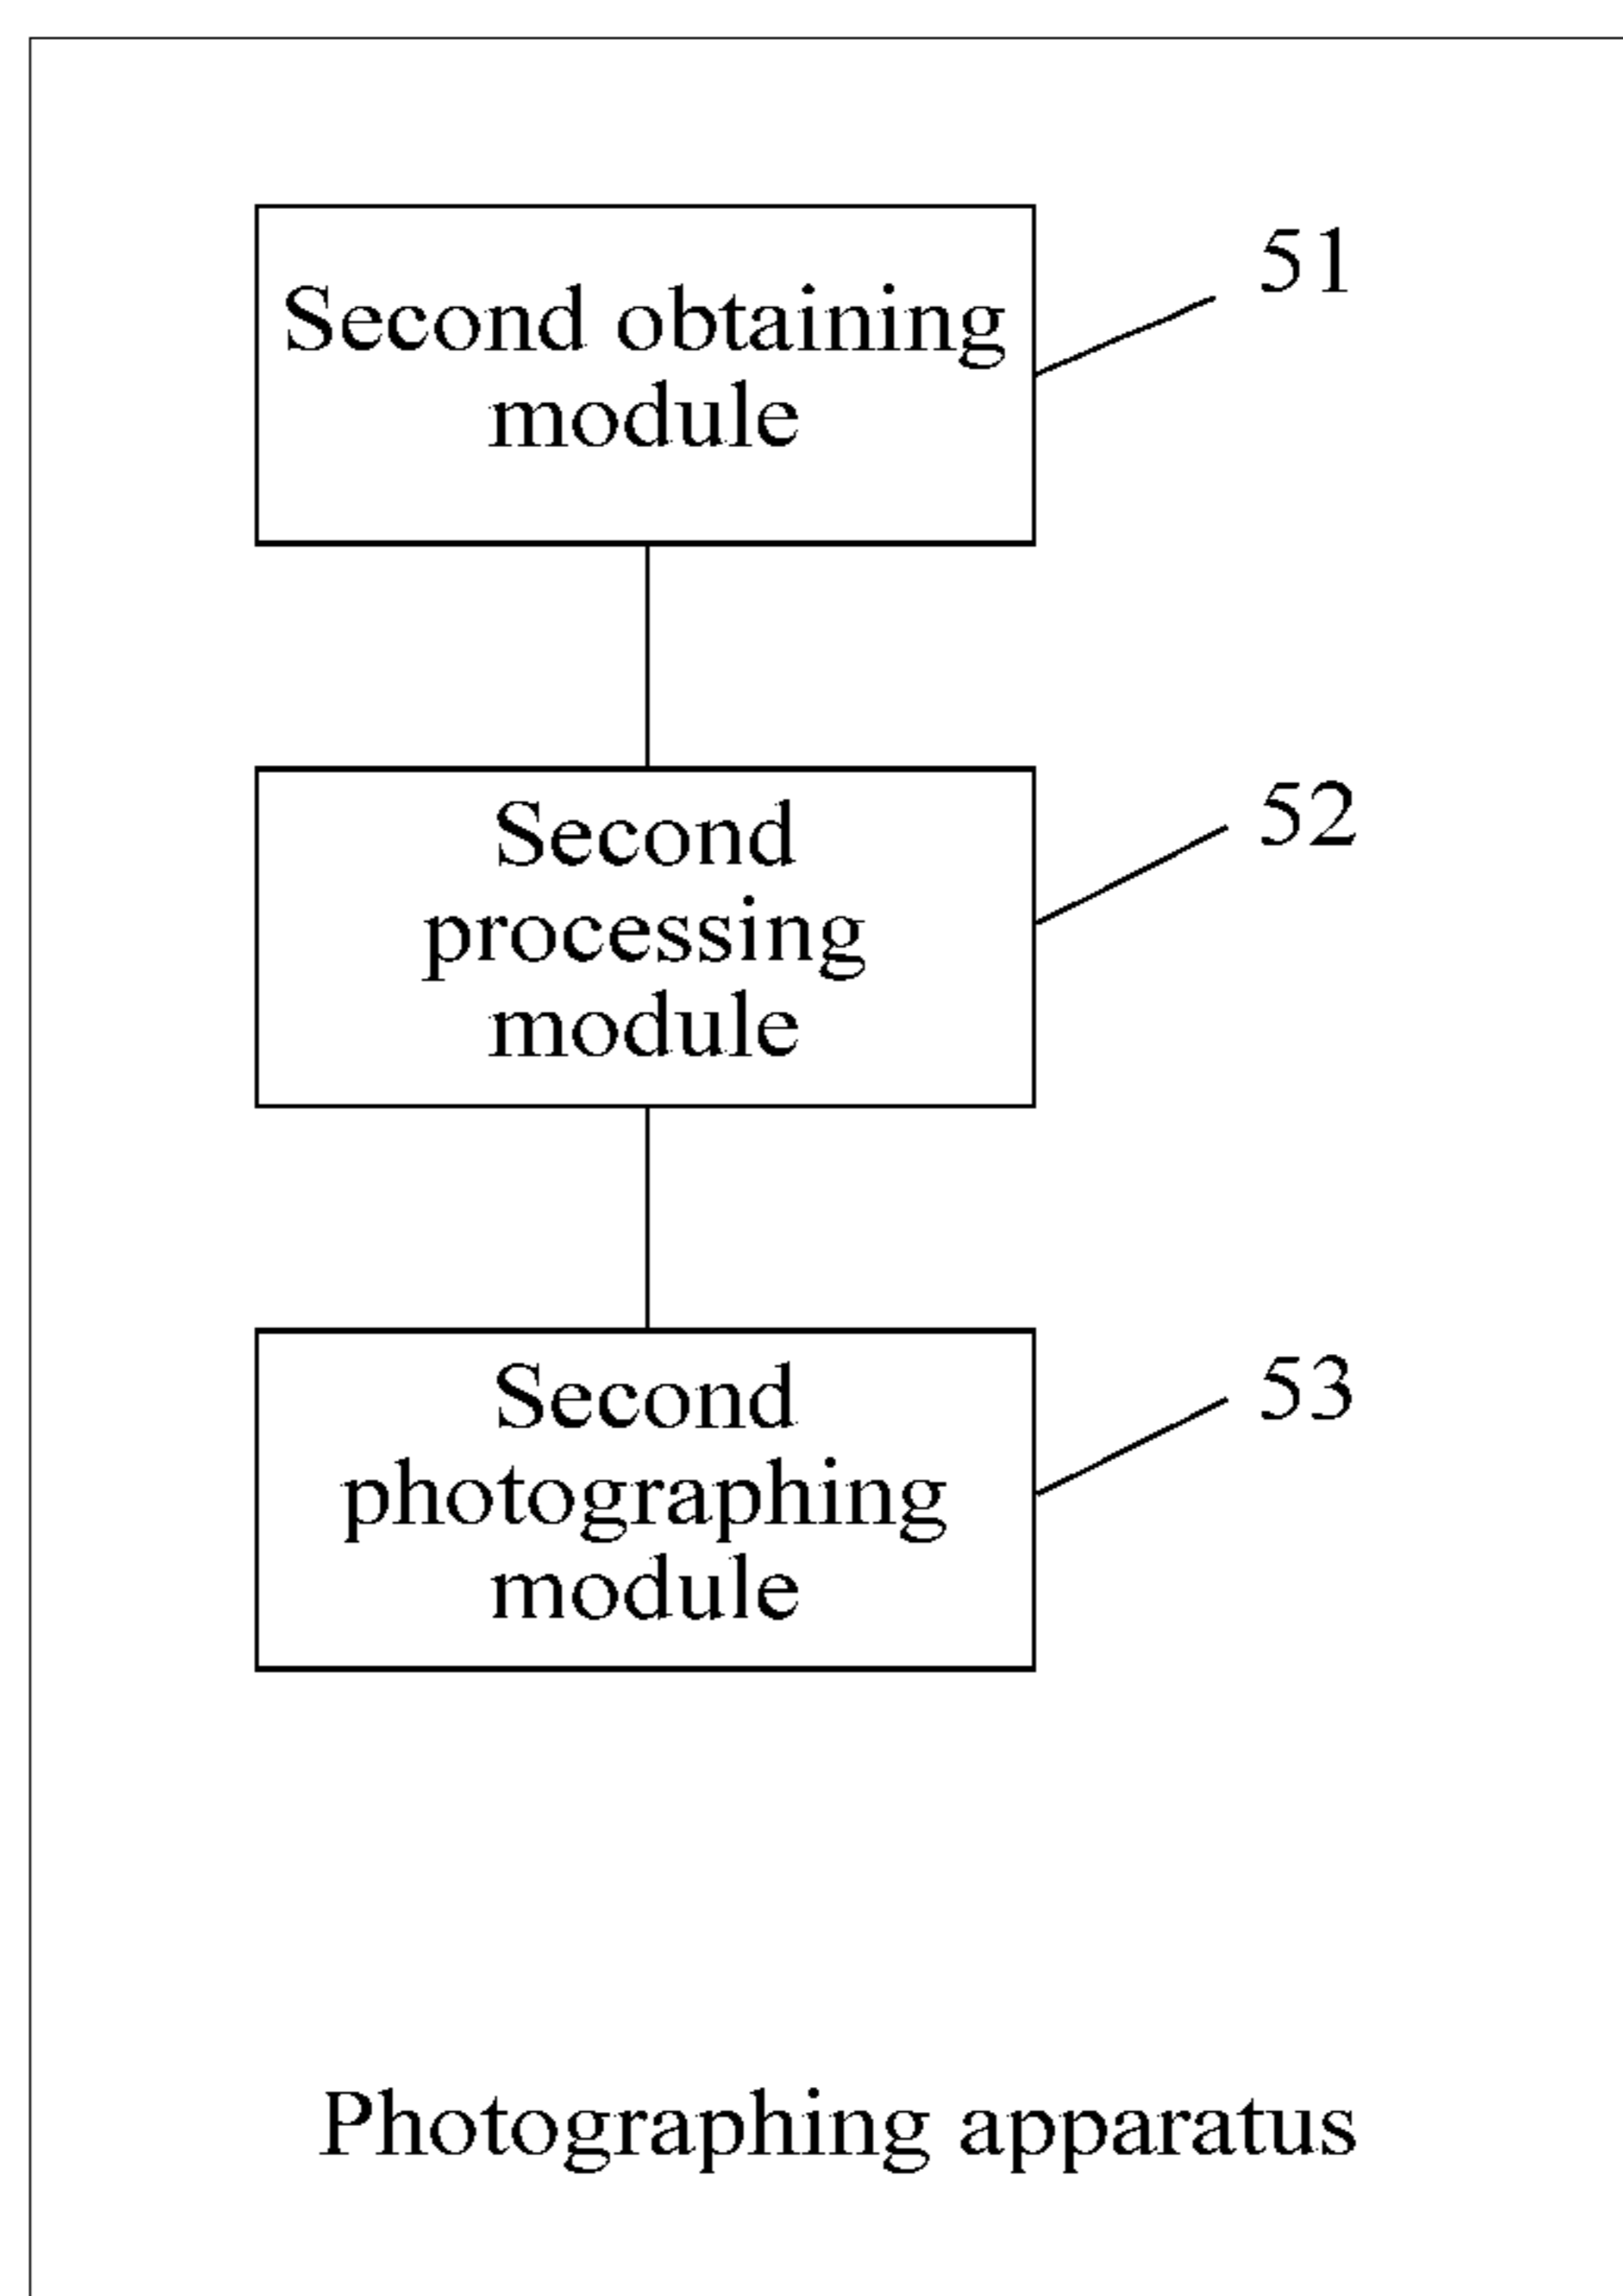 Second obtaining
module
51
Second
processing
module
52
Second
photographing
module
53
Photographing apparatus